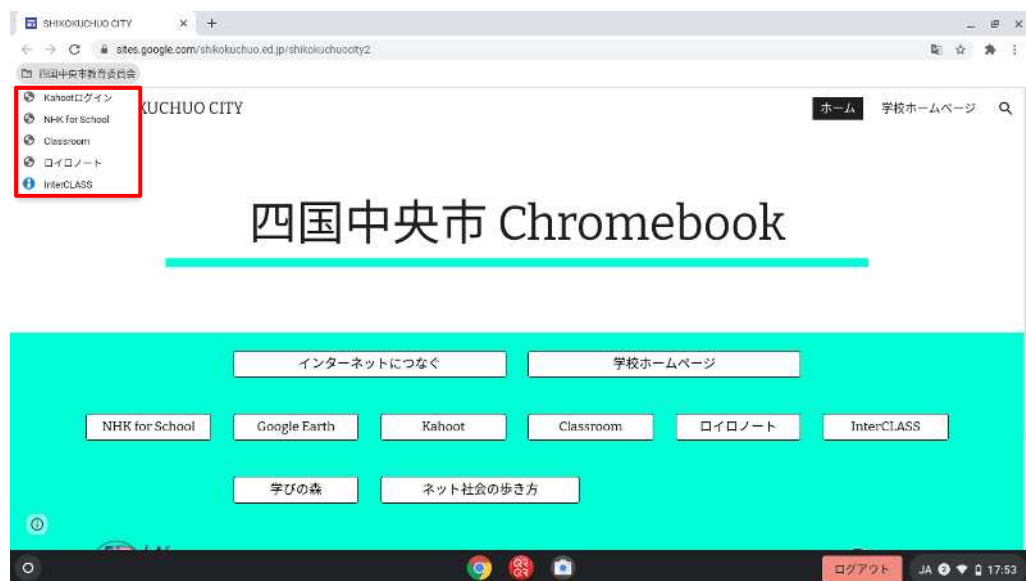 SHIKOKUCHUO CITY
sites.google.com/shikokuchuo.ed.jp/shikokuchuocity2
四国中央市教育委員会
Kahootログイン
NHK for School
Classroom
ロイロノート
InterCLASS
KUCHUO CITY
ホーム 学校ホームページ
四国中央市 Chromebook
インターネットにつなぐ 学校ホームページ
NHK for School Google Earth Kahoot Classroom ロイロノート InterCLASS
学びの森 ネット社会の歩き方
ログアウト JA 2 17:53